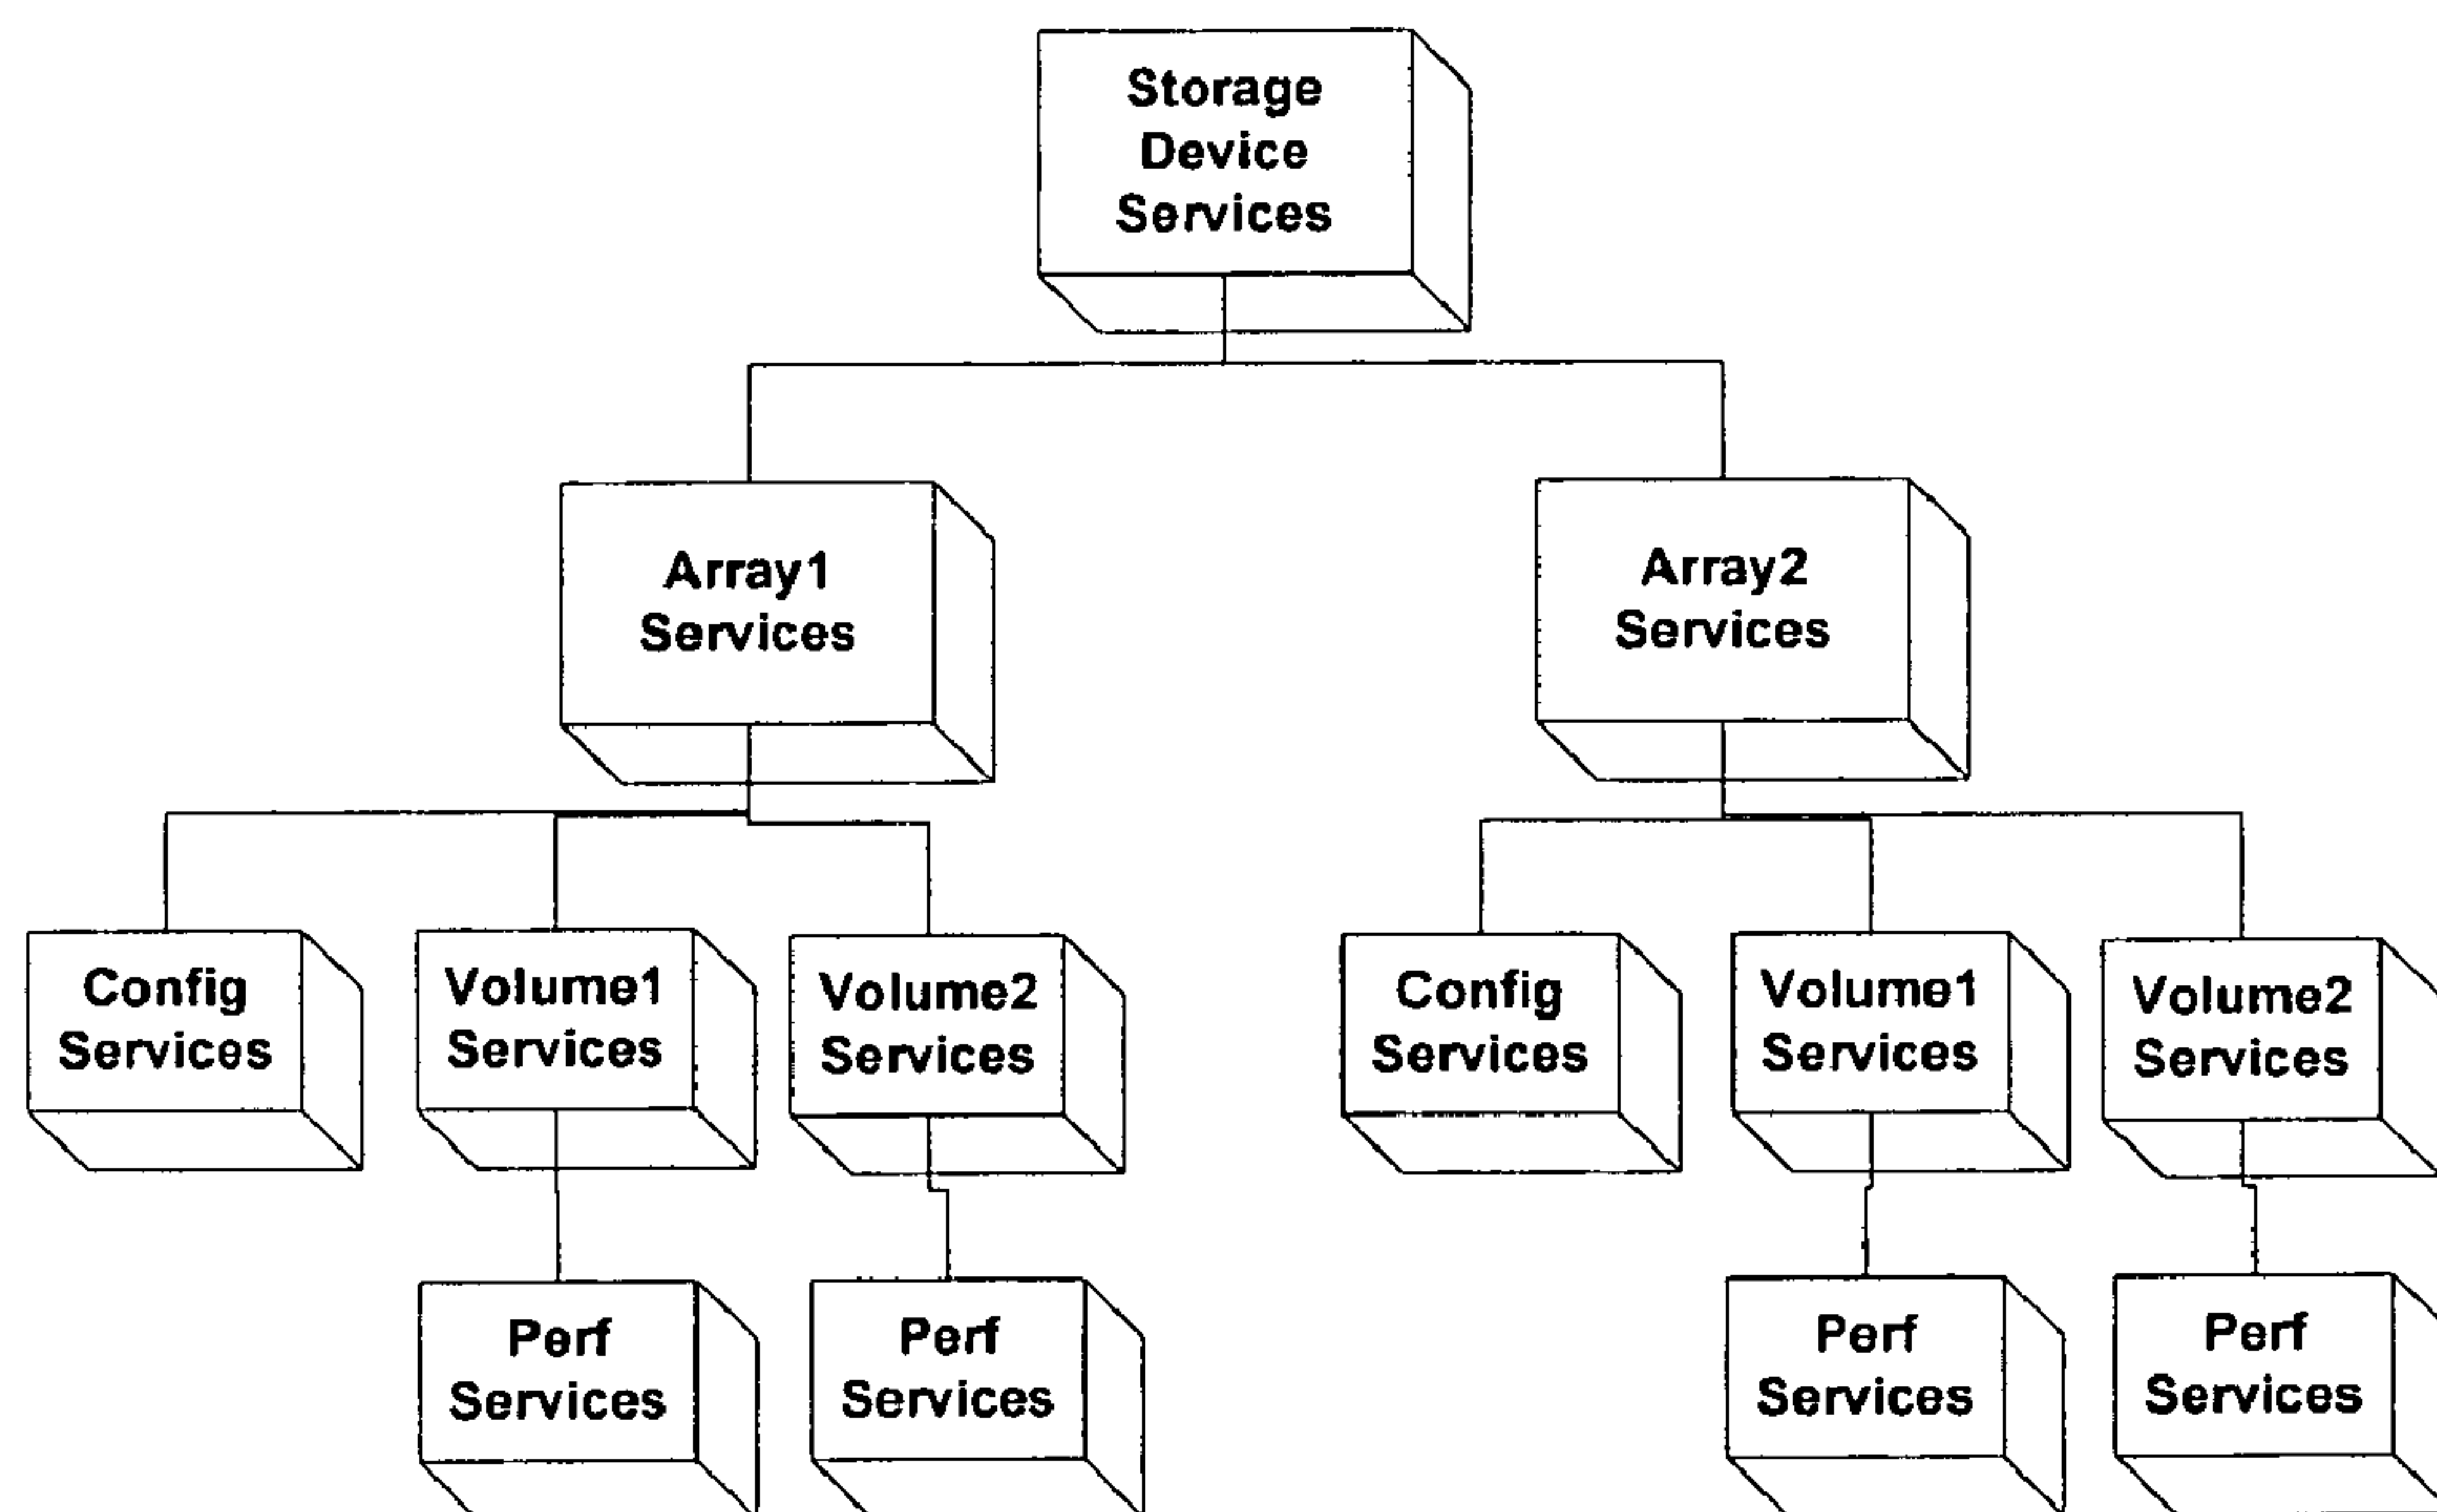 Storage
Device
Services
Array1
Services
Array2
Services
Config
Services
Volume1
Services
Volume2
Services
Config
Services
Volume1
Services
Volume2
Services
Perf
Services
Perf
Services
Perf
Services
Perf
Services